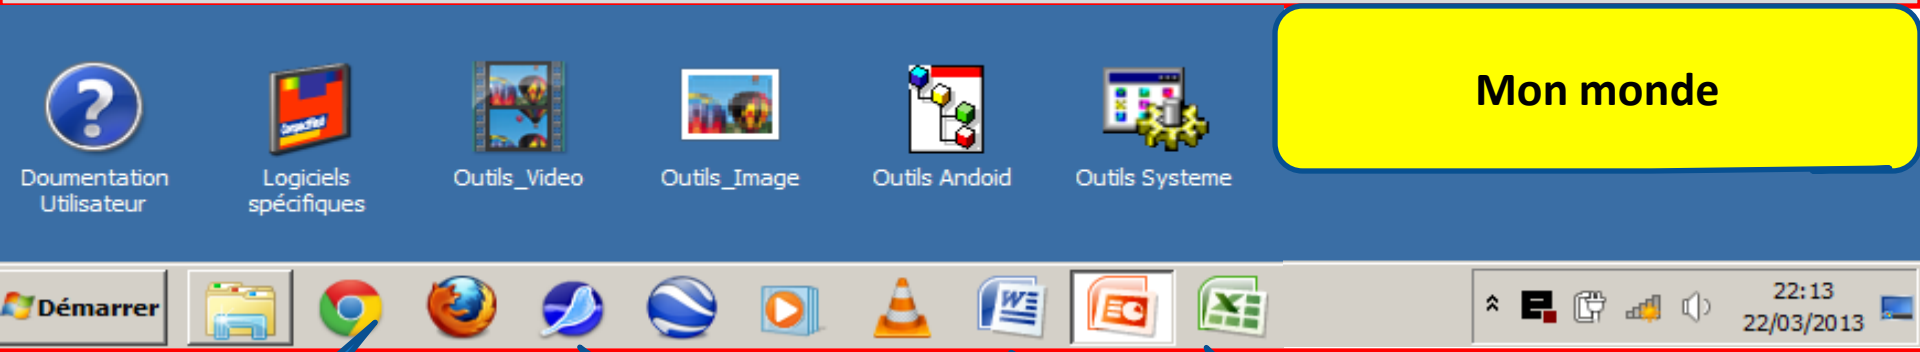 Mon monde
Doumentation
Utilisateur
Logiciels
spécifiques
Outils_Video
Outils_Image
Outils Andoid
Outils Systeme
Démarrer
22:13
22/03/2013